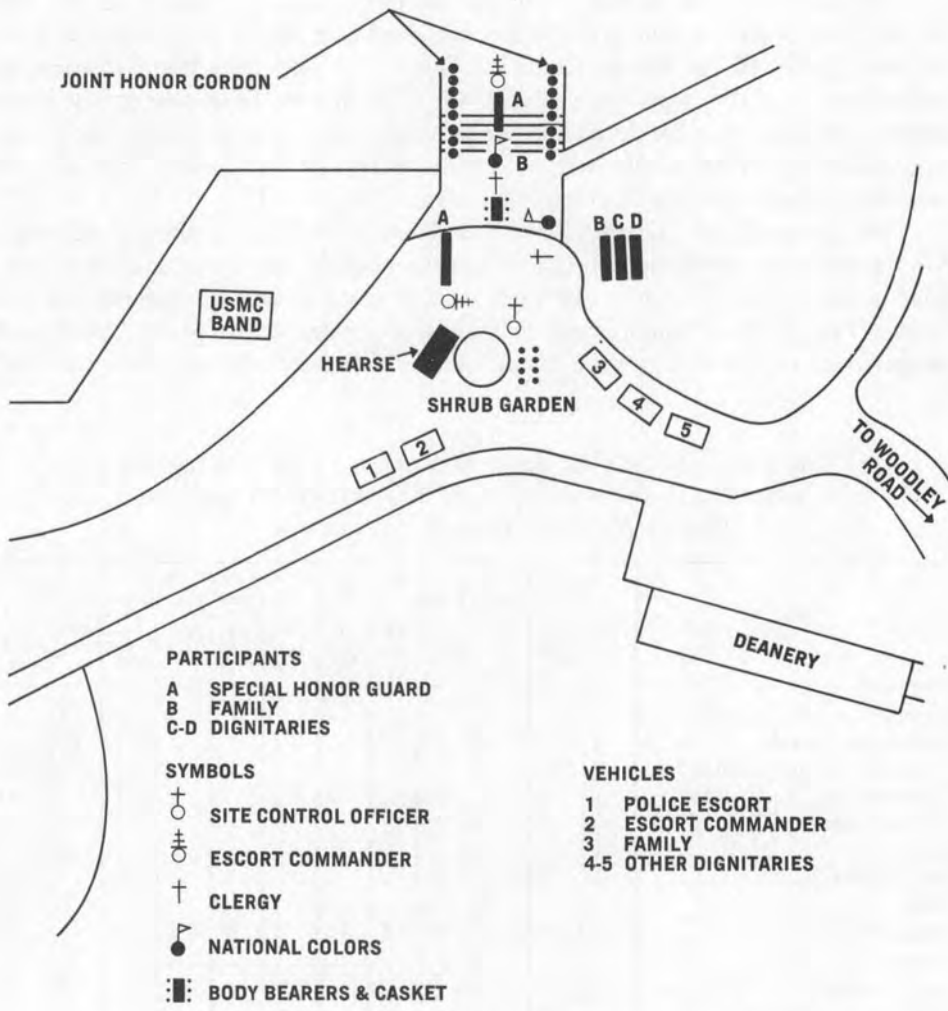 JOINT HONOR CORDON
A
B
A
B C D
USMC
BAND
HEARSE
SHRUB GARDEN
3
4
5
1
2
TO WOODLEY
ROAD
DEANERY
PARTICIPANTS
A SPECIAL HONOR GUARD
B FAMILY
C-D DIGNITARIES
SYMBOLS
SITE CONTROL OFFICER
ESCORT COMMANDER
CLERGY
NATIONAL COLORS
BODY BEARERS & CASKET
VEHICLES
1 POLICE ESCORT
2 ESCORT COMMANDER
3 FAMILY
4-5 OTHER DIGNITARIES